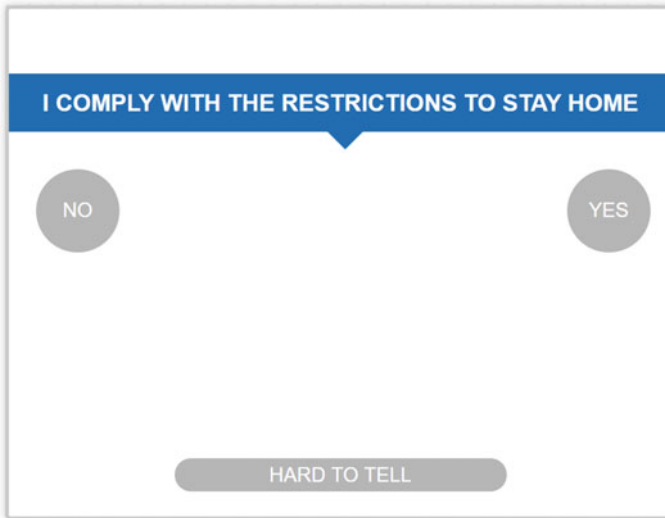 I COMPLY WITH THE RESTRICTIONS TO STAY HOME
NO
YES
HARD TO TELL